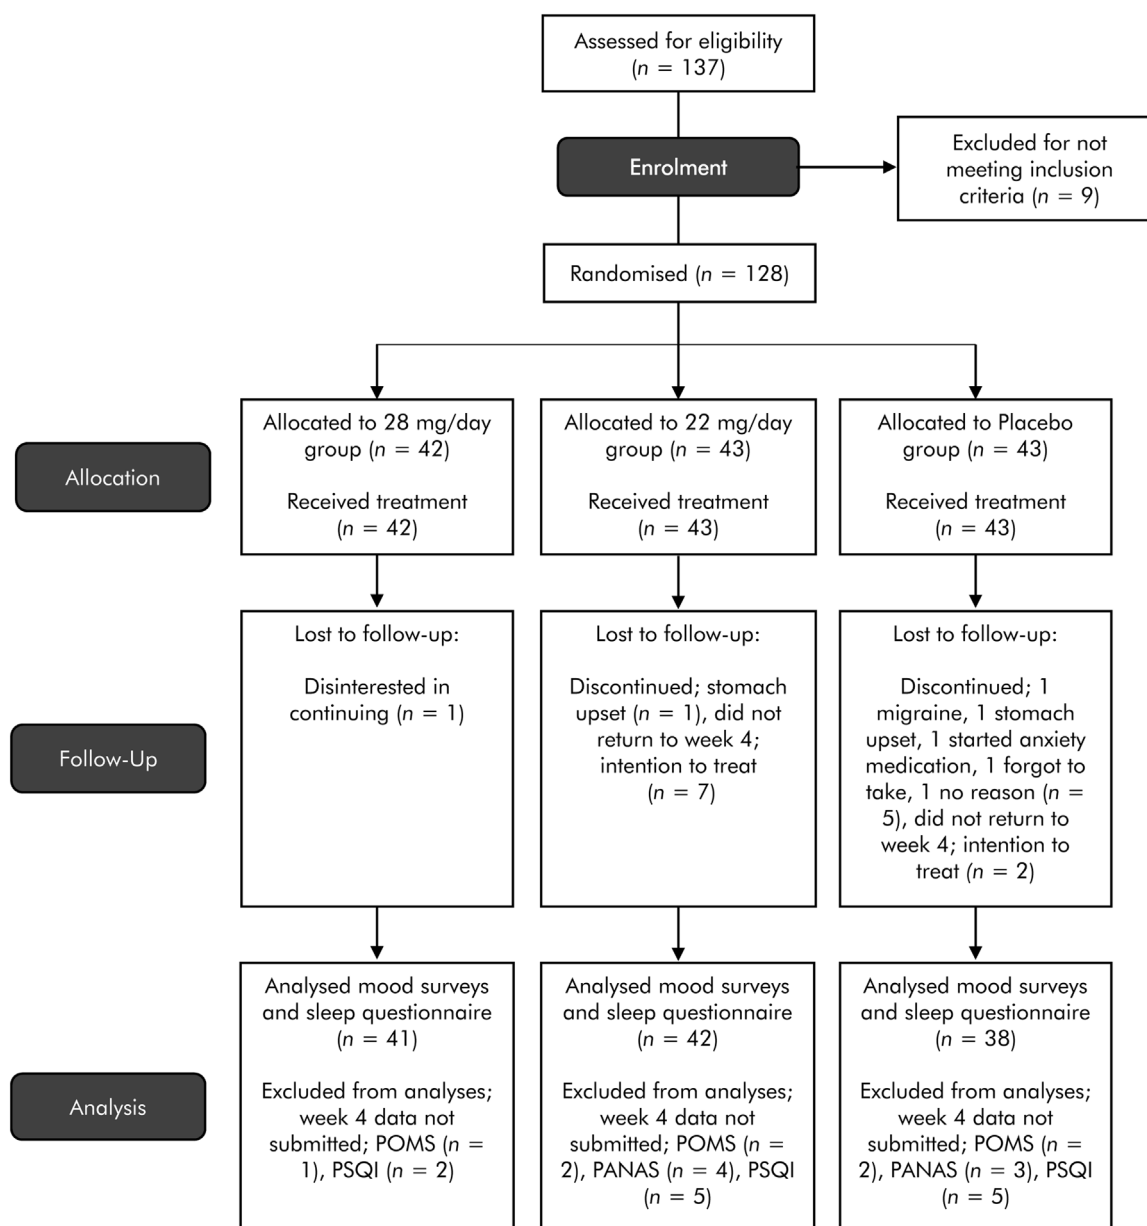 Assessed for eligibility
(n = 137)
Enrolment
Excluded for not
meeting inclusion
criteria (n = 9)
Randomised (n = 128)
Allocation
Allocated to 28 mg/day
group (n = 42)
Received treatment
(n = 42)
Allocated to 22 mg/day
group (n = 43)
Received treatment
(n = 43)
Allocated to Placebo
group (n = 43)
Received treatment
(n = 43)
Follow-Up
Lost to follow-up:
Disinterested in
continuing (n = 1)
Lost to follow-up:
Discontinued; stomach
upset (n = 1), did not
return to week 4;
intention to treat
(n = 7)
Lost to follow-up:
Discontinued; 1
migraine, 1 stomach
upset, 1 started anxiety
medication, 1 forgot to
take, 1 no reason (n =
5), did not return to
week 4; intention to
treat (n = 2)
Analysis
Analysed mood surveys
and sleep questionnaire
(n = 41)
Excluded from analyses;
week 4 data not
submitted; POMS (n =
1), PSQI (n = 2)
Analysed mood surveys
and sleep questionnaire
(n = 42)
Excluded from analyses;
week 4 data not
submitted; POMS (n =
2), PANAS (n = 4), PSQI
(n = 5)
Analysed mood surveys
and sleep questionnaire
(n = 38)
Excluded from analyses;
week 4 data not
submitted; POMS (n =
2), PANAS (n = 3), PSQI
(n = 5)